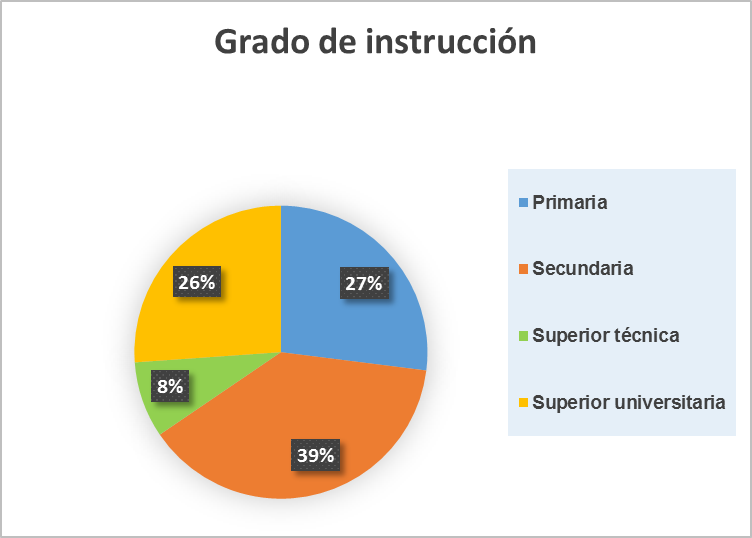 Grado de instrucción
Primaria
27%
26%
Secundaria
Superior técnica
8%
Superior universitaria
39%